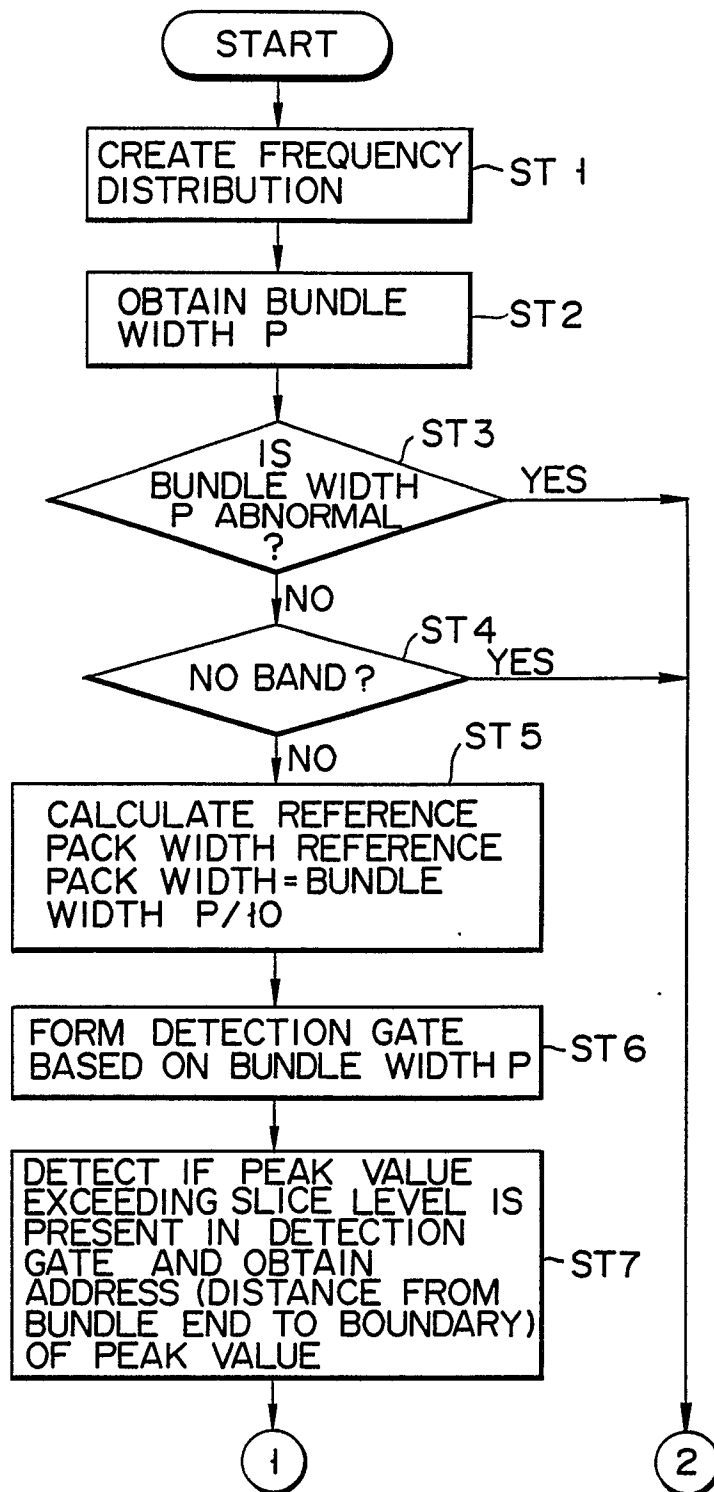 START
CREATE FREQUENCY
DISTRIBUTION
ST 1
OBTAIN BUNDLE
WIDTH P
ST2
ST3
IS
BUNDLE WIDTH
P ABNORMAL
?
YES
NO
ST4
NO BAND ?
YES
NO
ST5
CALCULATE REFERENCE
PACK WIDTH REFERENCE
PACK WIDTH = BUNDLE
WIDTH P/10
FORM DETECTION GATE
BASED ON BUNDLE WIDTH P
ST6
DETECT IF PEAK VALUE
EXCEEDING SLICE LEVEL IS
PRESENT IN DETECTION
GATE AND OBTAIN
ADDRESS (DISTANCE FROM
BUNDLE END TO BOUNDARY)
OF PEAK VALUE
ST7
1
2